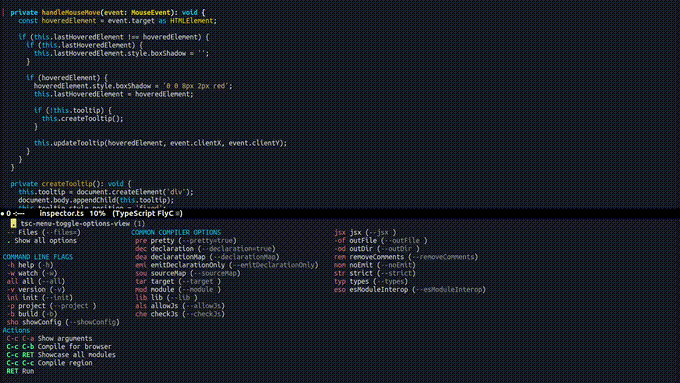 private handleMouseMove(event: MouseEvent): void {
const hoveredElement = event.target as HTMLElement;
if (this.lastHoveredElement !== hoveredElement) {
if (this.lastHoveredElement) {
this.lastHoveredElement.style.boxShadow = '';
}
if (hoveredElement) {
hoveredElement.style.boxShadow = '0 0 8px 2px red';
this.lastHoveredElement = hoveredElement;
if (!this.tooltip) {
this.createTooltip();
}
this.updateTooltip(hoveredElement, event.clientX, event.clientY);
}
}
}
private createTooltip(): void {
this.tooltip = document.createElement('div');
document.body.appendChild(this.tooltip);
this.tooltip.style.position = 'fixed';
inspector.ts 10% (TypeScript FlyC
. tsc-menu-toggle-options-view (1)
-- Files (--files=)
. Show all options
COMMAND LINE FLAGS
-h help (-h)
-w watch (-w)
all all (--all)
-v version (-v)
ini init (--init)
-p project (--project )
-b build (-b)
sho showConfig (--showConfig)
COMMON COMPILER OPTIONS
pre pretty (--pretty=true)
dec declaration (--declaration=true)
dea declarationMap (--declarationMap)
emi emitDeclarationOnly (--emitDeclarationOnly)
sou sourceMap (--sourceMap)
tar target (--target )
mod module (--module )
lib lib (--lib )
als allowJs (--allowJs)
che checkJs (--checkJs)
jsx jsx (--jsx )
-of outFile (--outFile )
-od outDir (--outDir )
rem removeComments (--removeComments)
nom noEmit (--noEmit)
str strict (--strict)
typ types (--types)
eso esModuleInterop (--esModuleInterop)
Actions
C-c C-a Show arguments
C-c C-b Compile for browser
C-c RET Showcase all modules
C-c C-c Compile region
RET Run